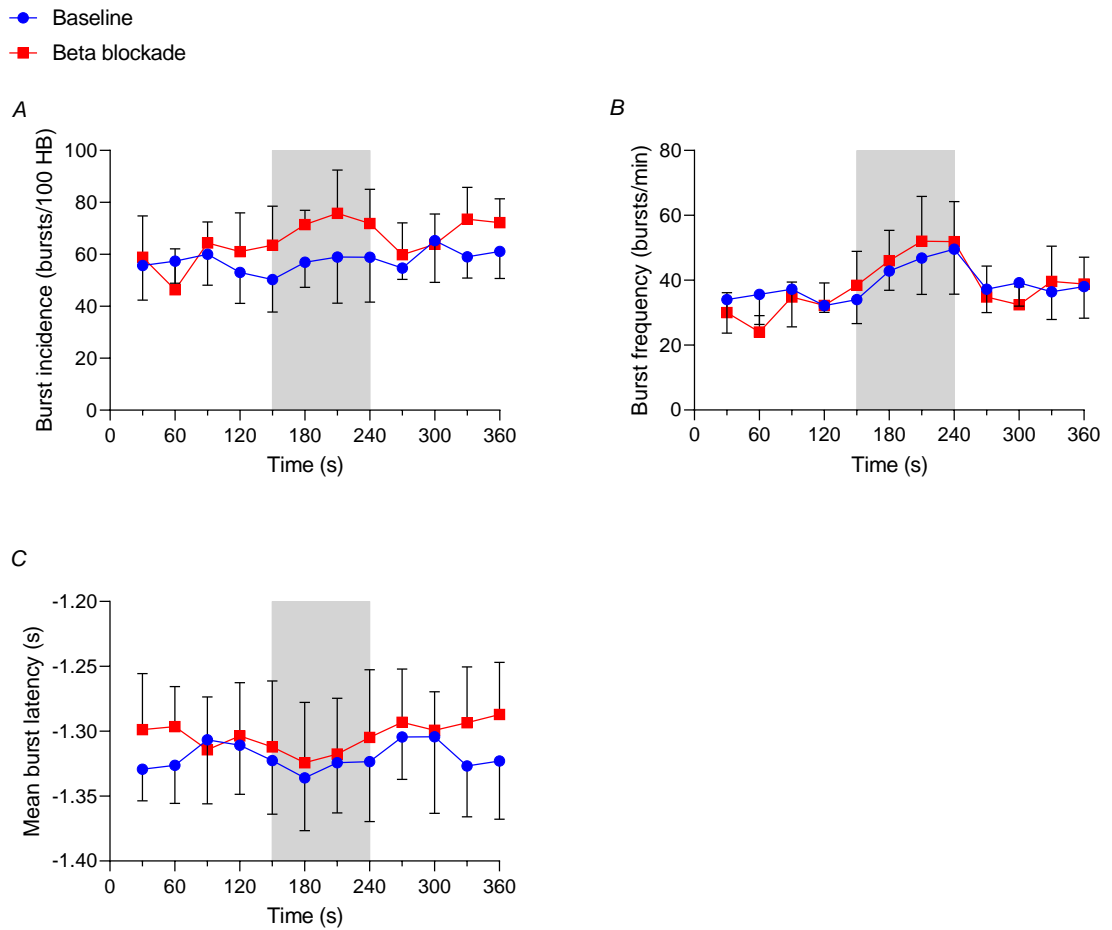 Baseline
Beta blockade
A
Burst incidence (bursts/100 HB)
100
80
60
40
20
0
0 60 120 180 240 300 360
Time (s)
B
Burst frequency (bursts/min)
80
60
40
20
0
0 60 120 180 240 300 360
Time (s)
C
Mean burst latency (s)
-1.20
-1.25
-1.30
-1.35
-1.40
0 60 120 180 240 300 360
Time (s)